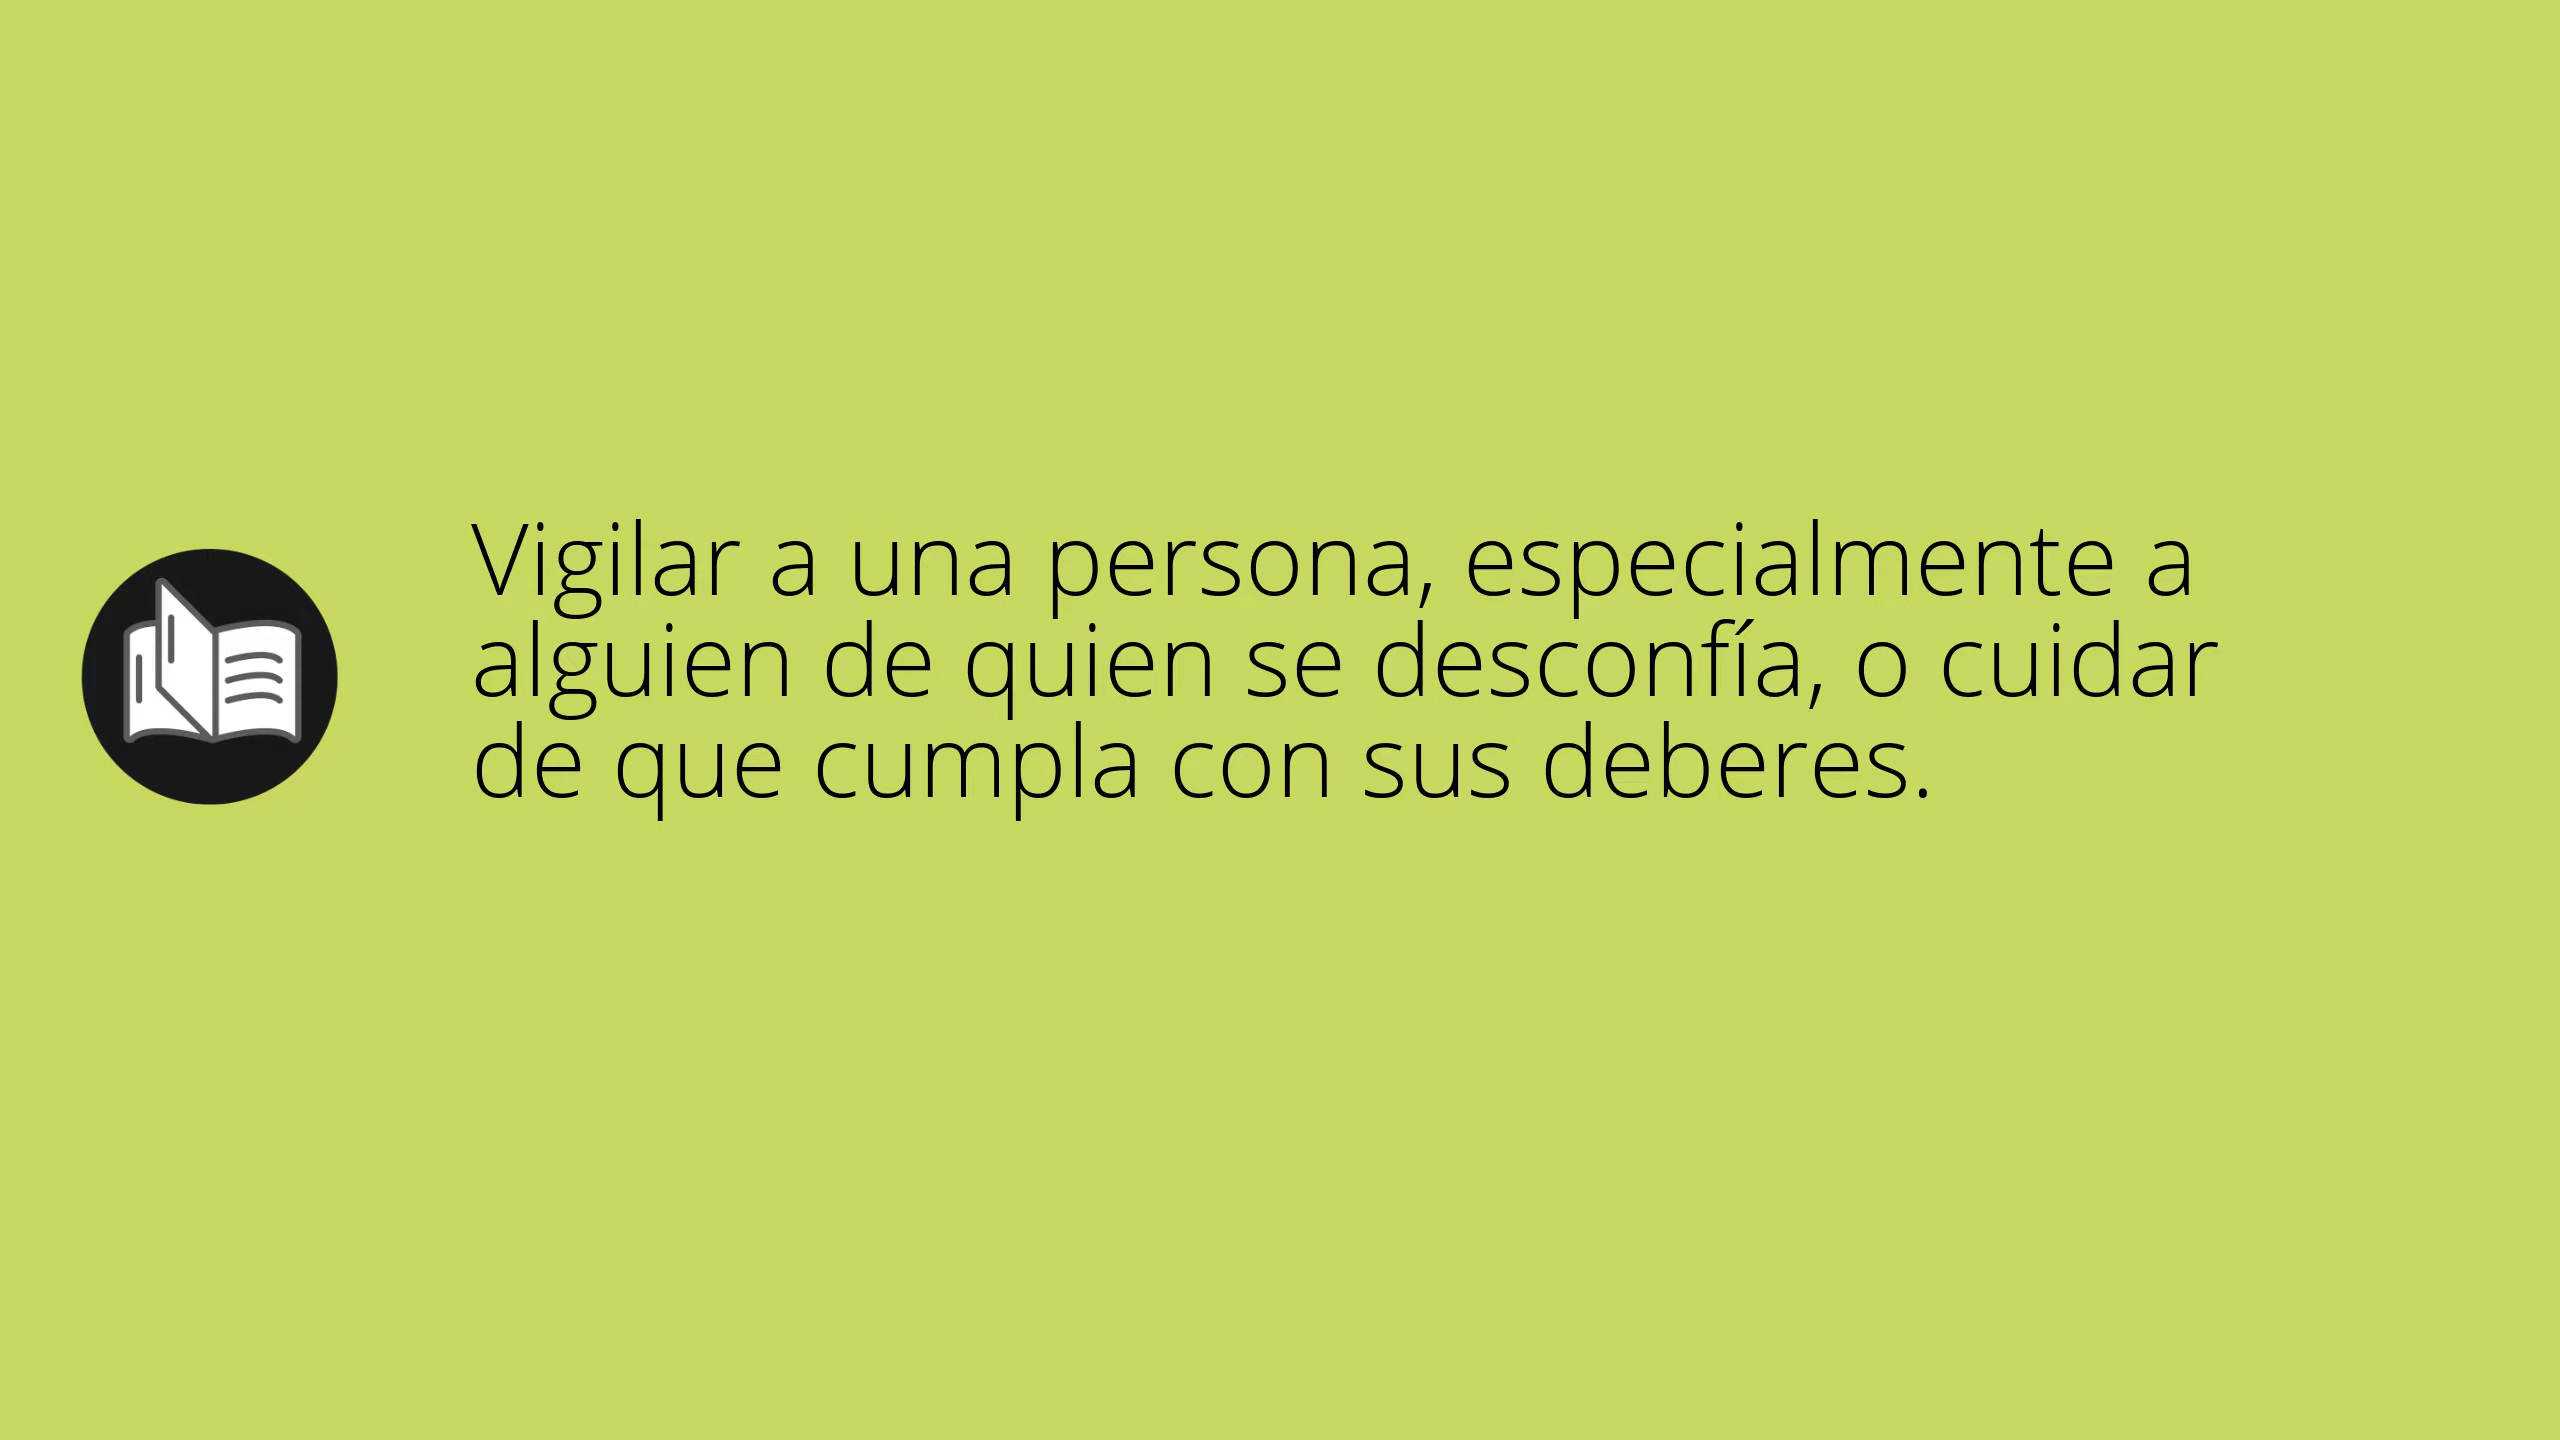 Vigilar a una persona, especialmente a
alguien de quien se desconfía, o cuidar
de que cumpla con sus deberes.